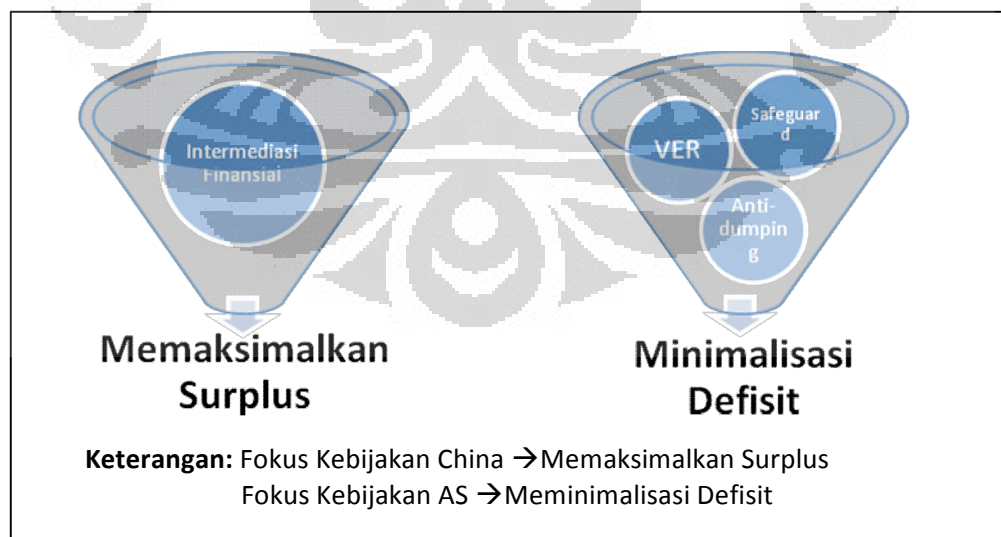 Intermediasi
Finansial
VER
Safeguar
d
Anti-
dumpin
g
Memaksimalkan
Surplus
Minimalisasi
Defisit
Keterangan: Fokus Kebijakan China →Memaksimalkan Surplus
Fokus Kebijakan AS →Meminimalisasi Defisit